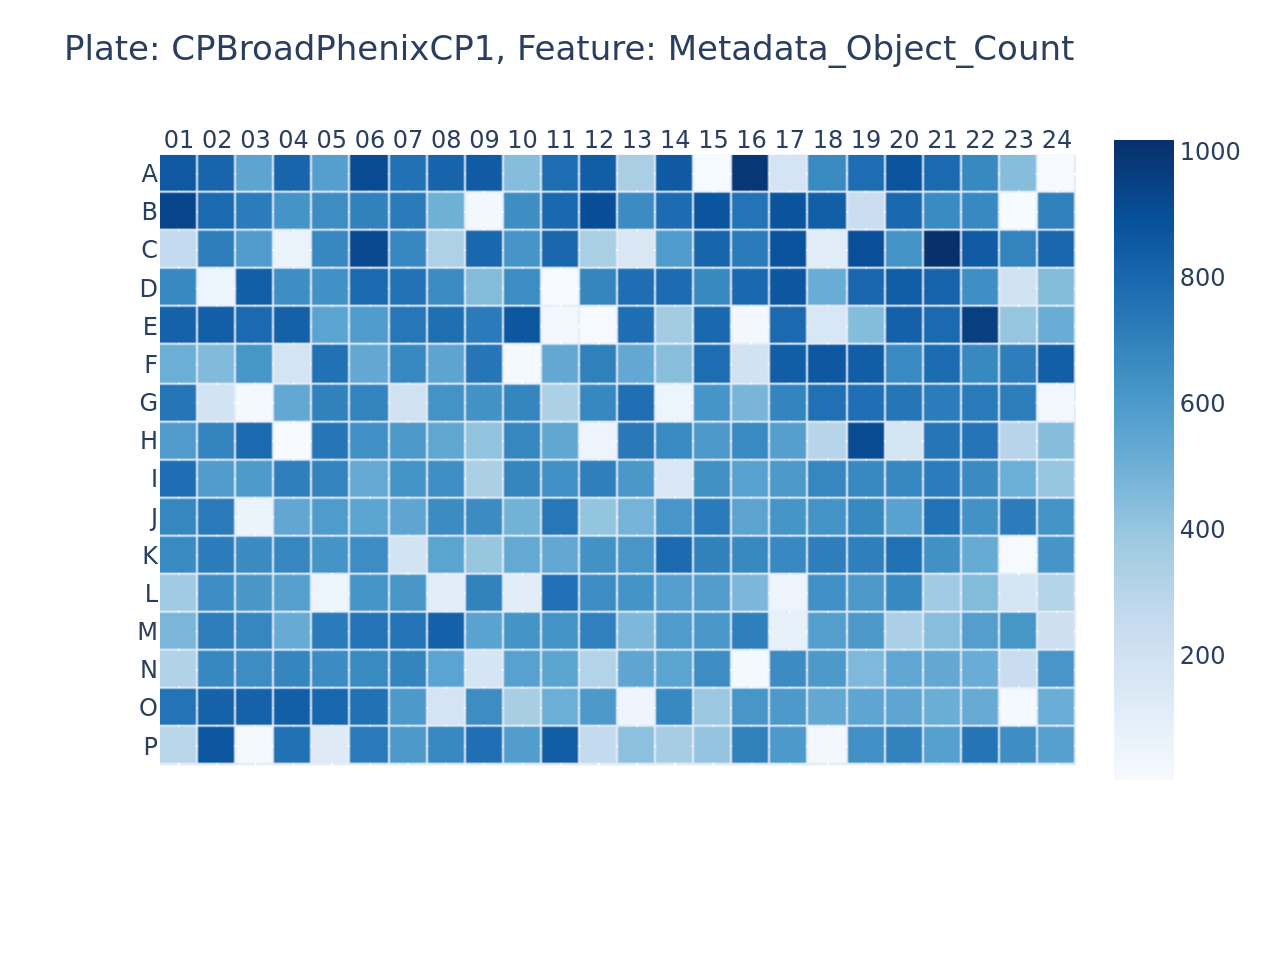 Plate: CPBroadPhenixCP1, Feature: Metadata_Object_Count
01 02 03 04 05 06 07 08 09 10 11 12 13 14 15 16 17 18 19 20 21 22 23 24
A
1000
B
C
800
D
E
F
600
G
H
I
J
400
K
L
M
200
N
O
P